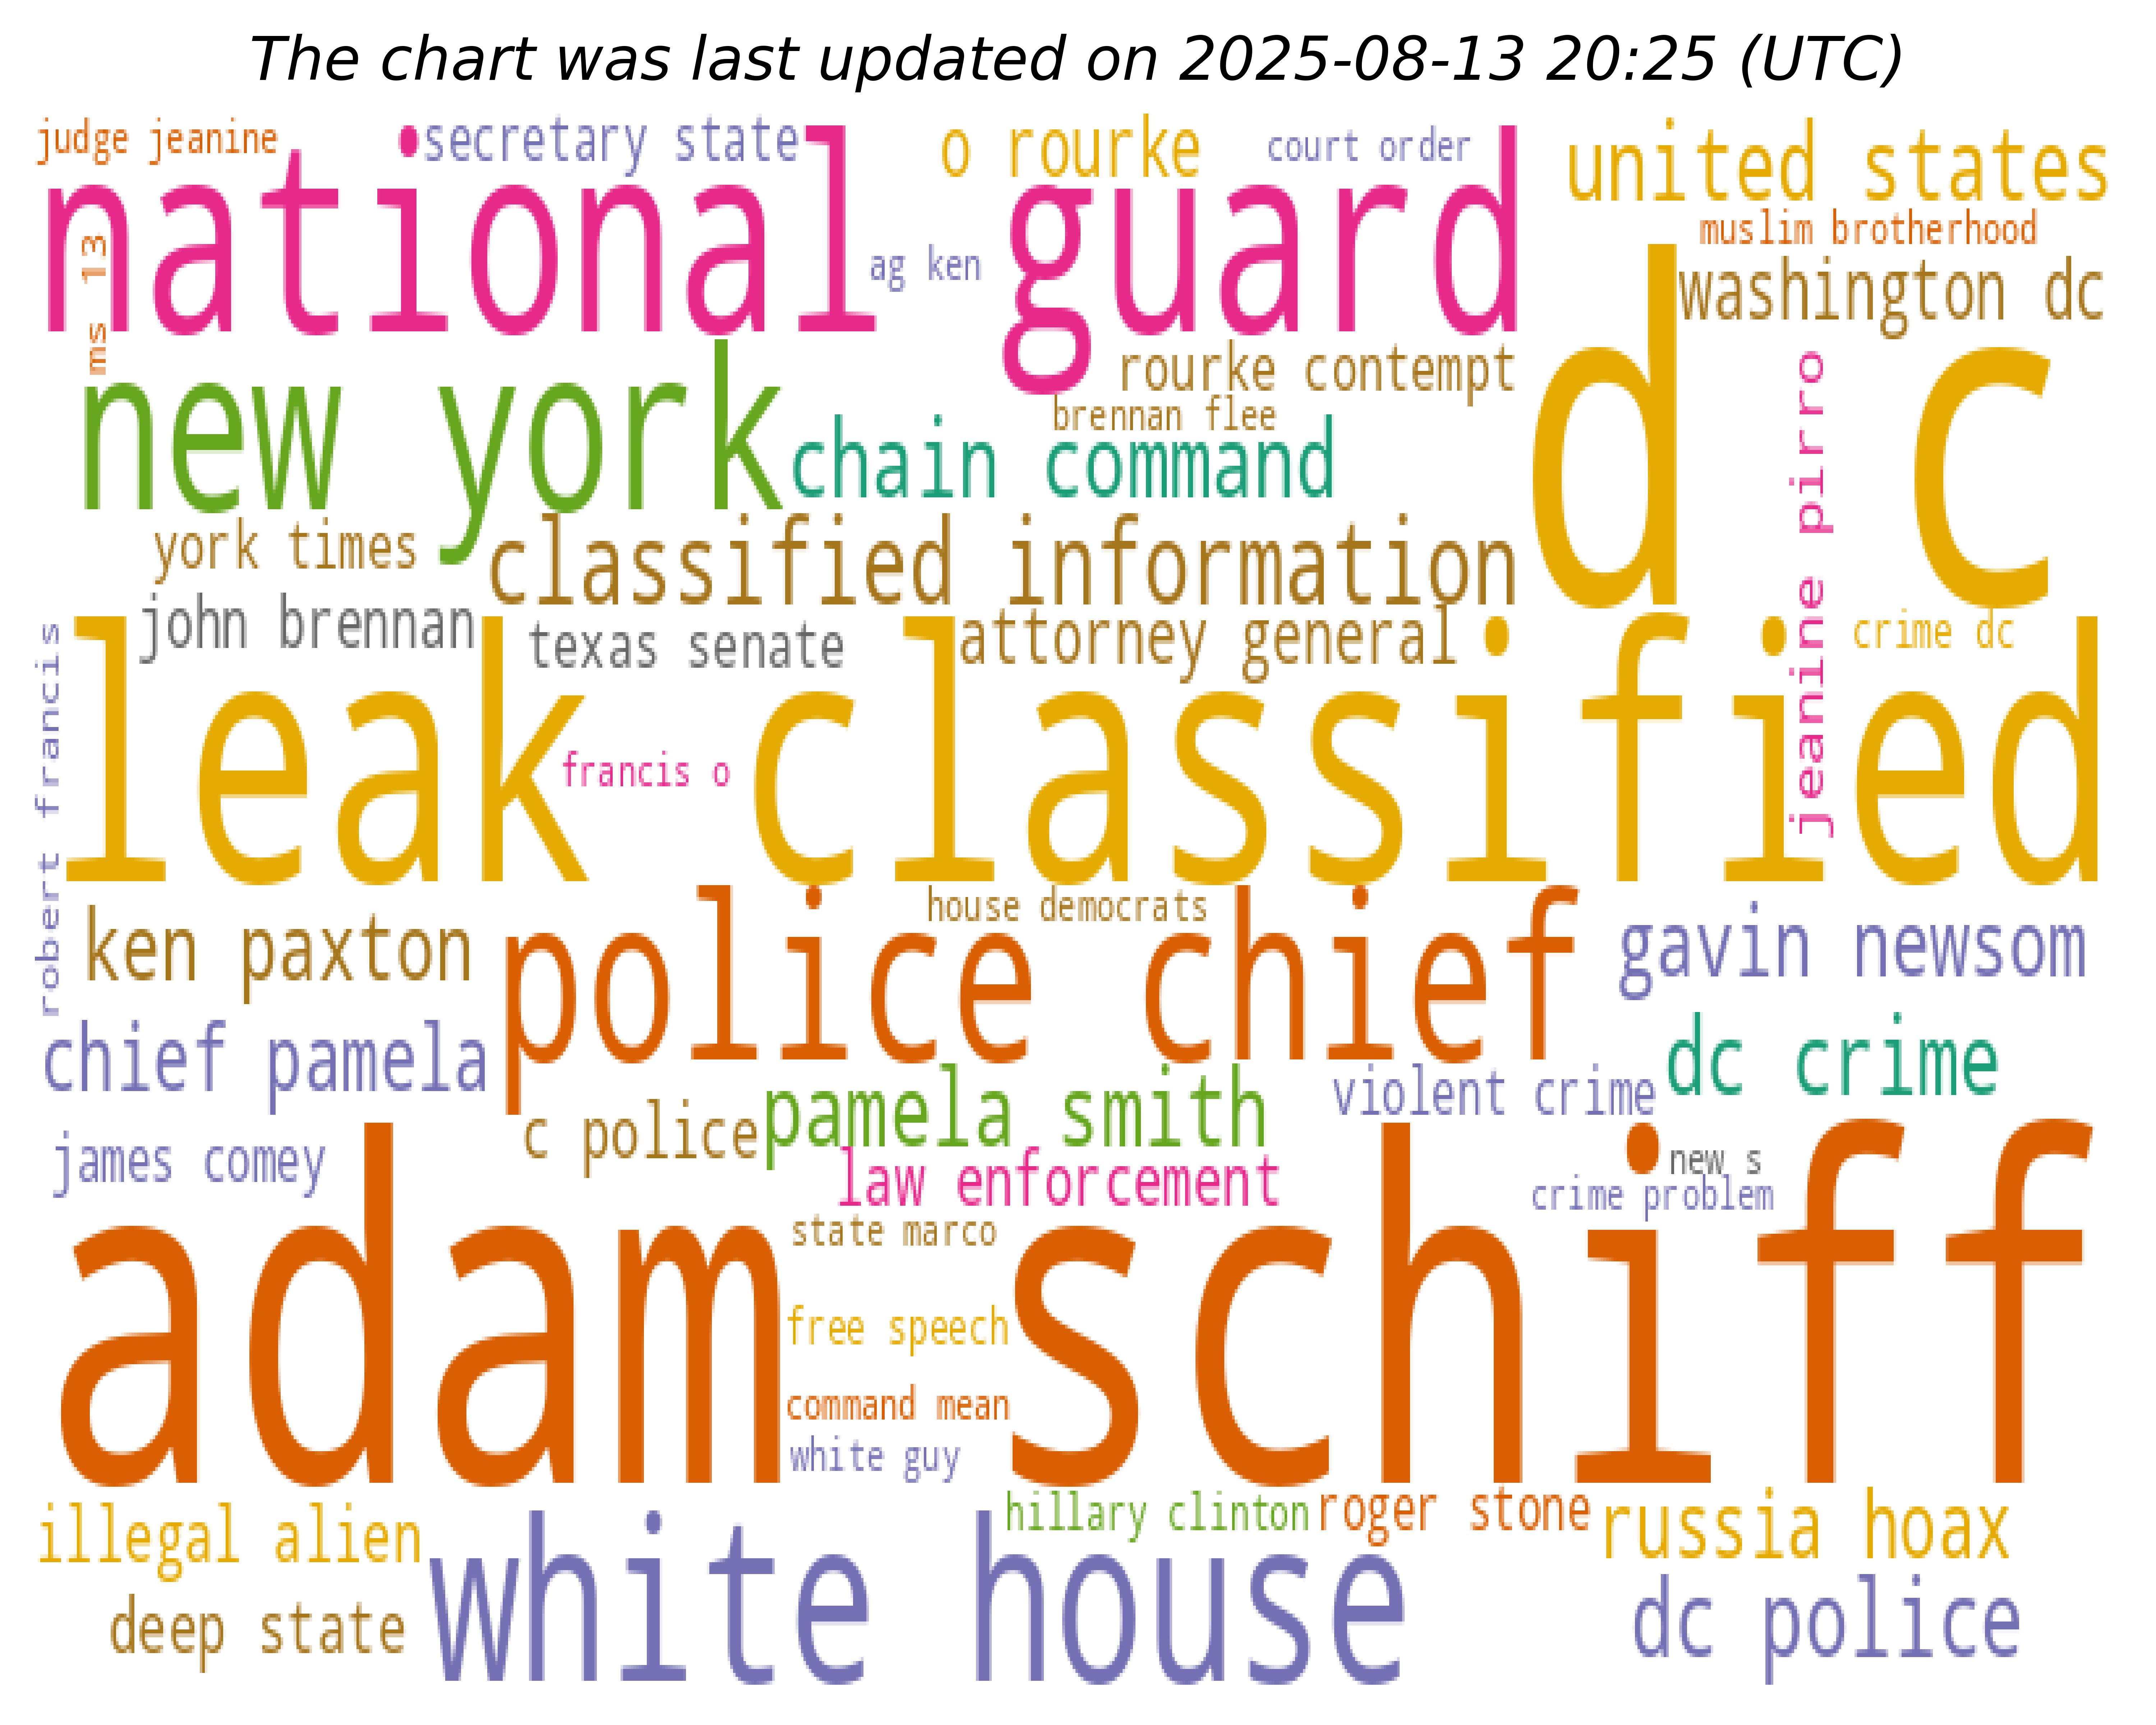 The chart was last updated on 2025-08-13 20:25 (UTC)
judge jeanine
secretary state
o rourke
court order
united states
national guard
muslim brotherhood
ms 13
ag ken
washington dc
new york
rourke contempt
brennan flee
chain command
d c
jeanine pirro
york times
classified information
john brennan
texas senate
attorney general
crime dc
robert francis
leak classified
francis o
house democrats
ken paxton
police chief
gavin newsom
chief pamela
dc crime
c police
pamela smith
violent crime
james comey
law enforcement
new s
crime problem
adam schiff
state marco
free speech
command mean
white guy
illegal alien
hillary clinton
roger stone
russia hoax
deep state
white house
dc police